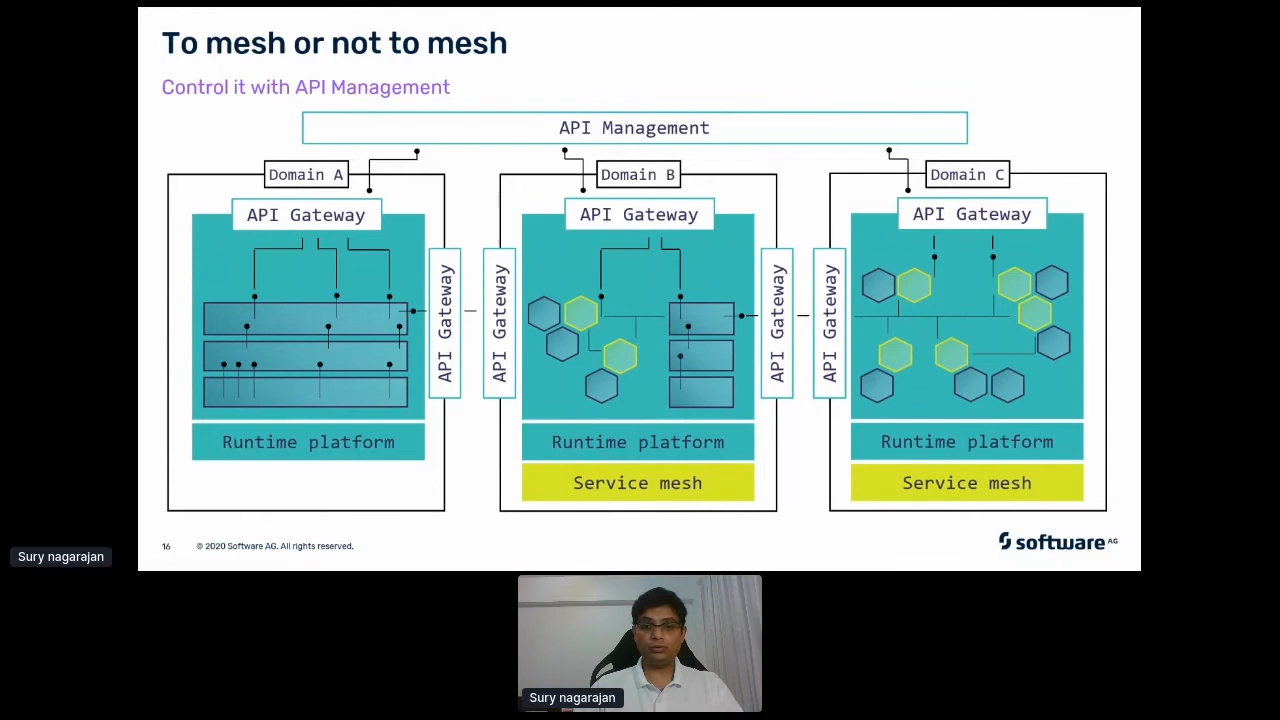 To mesh or not to mesh
Control it with API Management
API Management
Domain A
Domain B
Domain C
API Gateway
API Gateway
API Gateway
API Gateway
API Gateway
API Gateway
API Gateway
Runtime platform
Runtime platform
Runtime platform
Service mesh
Service mesh
16
© 2020 Software AG. All rights reserved.
software AG
Sury nagarajan
Sury nagarajan